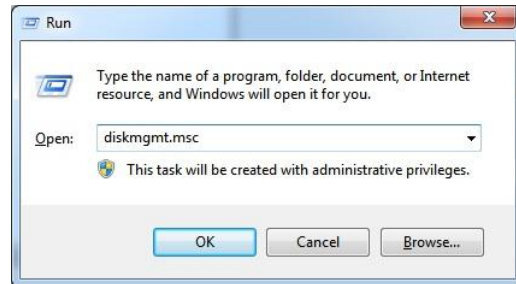 Run
Type the name of a program, folder, document, or Internet
resource, and Windows will open it for you.
Open: diskmgmt.msc
This task will be created with administrative privileges.
OK Cancel Browse...